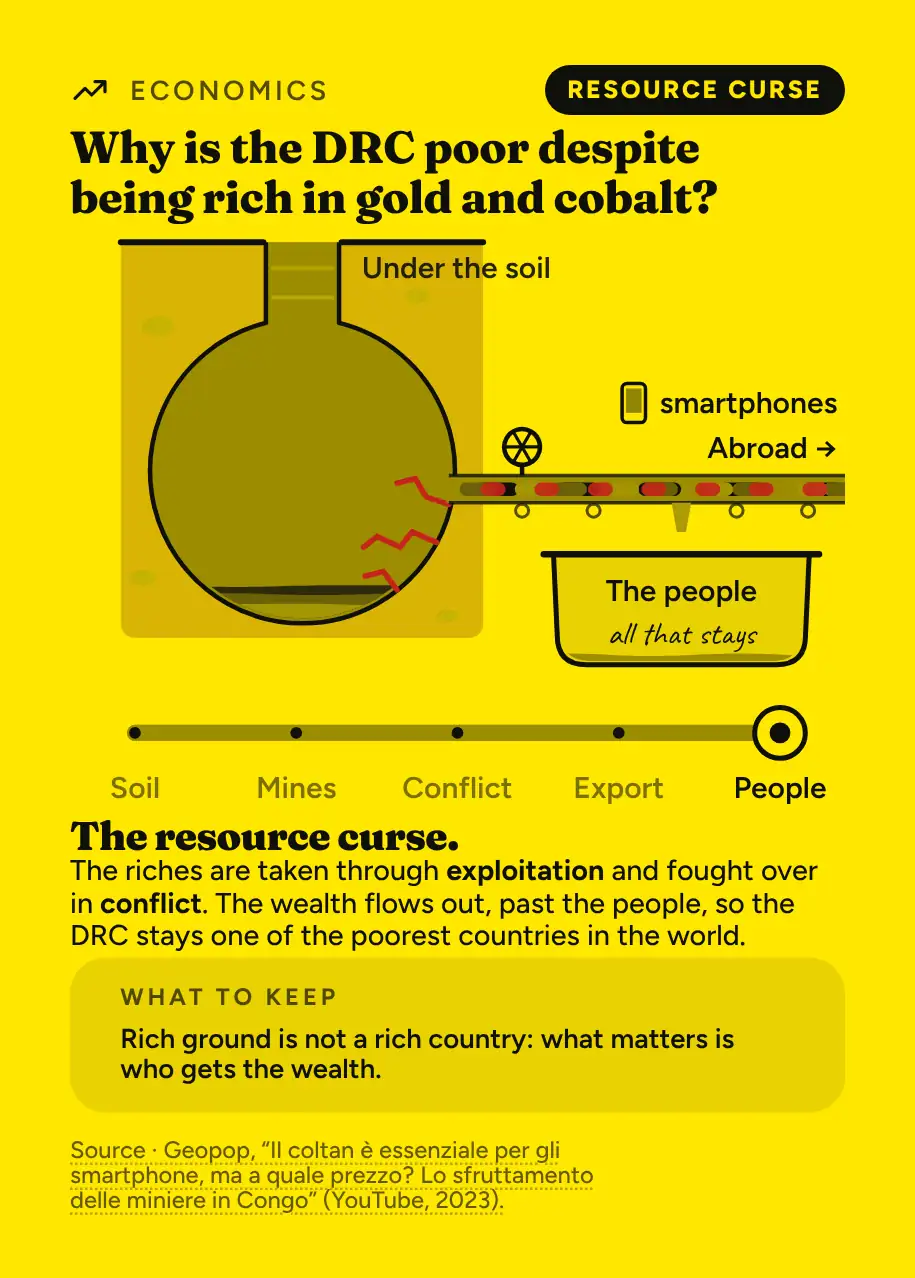 ECONOMICS
RESOURCE CURSE
Why is the DRC poor despite
being rich in gold and cobalt?
Under the soil
smartphones
Abroad →
The people
all that stays
Soil Mines Conflict Export People
The resource curse.
The riches are taken through exploitation and fought over
in conflict. The wealth flows out, past the people, so the
DRC stays one of the poorest countries in the world.
WHAT TO KEEP
Rich ground is not a rich country: what matters is
who gets the wealth.
Source · Geopop, “Il coltan è essenziale per gli
smartphone, ma a quale prezzo? Lo sfruttamento
delle miniere in Congo” (YouTube, 2023).